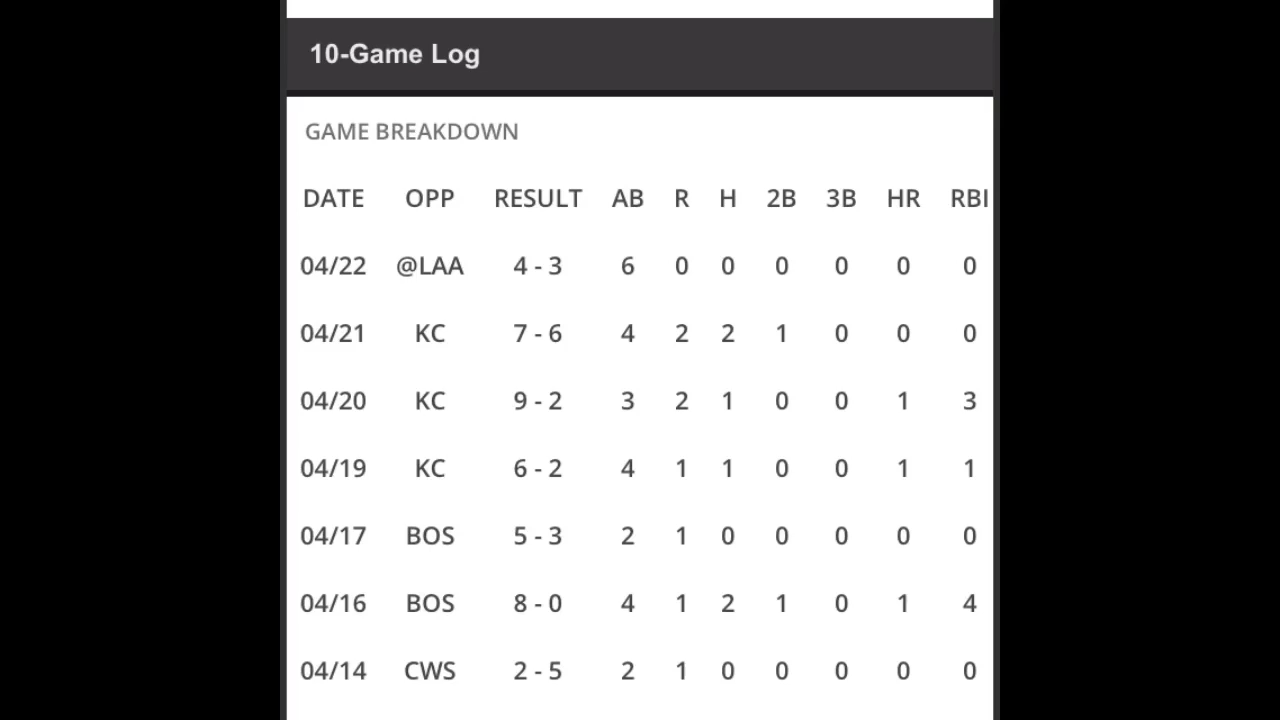 10-Game Log
GAME BREAKDOWN
DATE OPP RESULT AB R H 2B 3B HR RBI
04/22 @LAA 4 - 3 6 0 0 0 0 0 0
04/21 KC 7 - 6 4 2 2 1 0 0 0
04/20 KC 9 - 2 3 2 1 0 0 1 3
04/19 KC 6 - 2 4 1 1 0 0 1 1
04/17 BOS 5 - 3 2 1 0 0 0 0 0
04/16 BOS 8 - 0 4 1 2 1 0 1 4
04/14 CWS 2 - 5 2 1 0 0 0 0 0